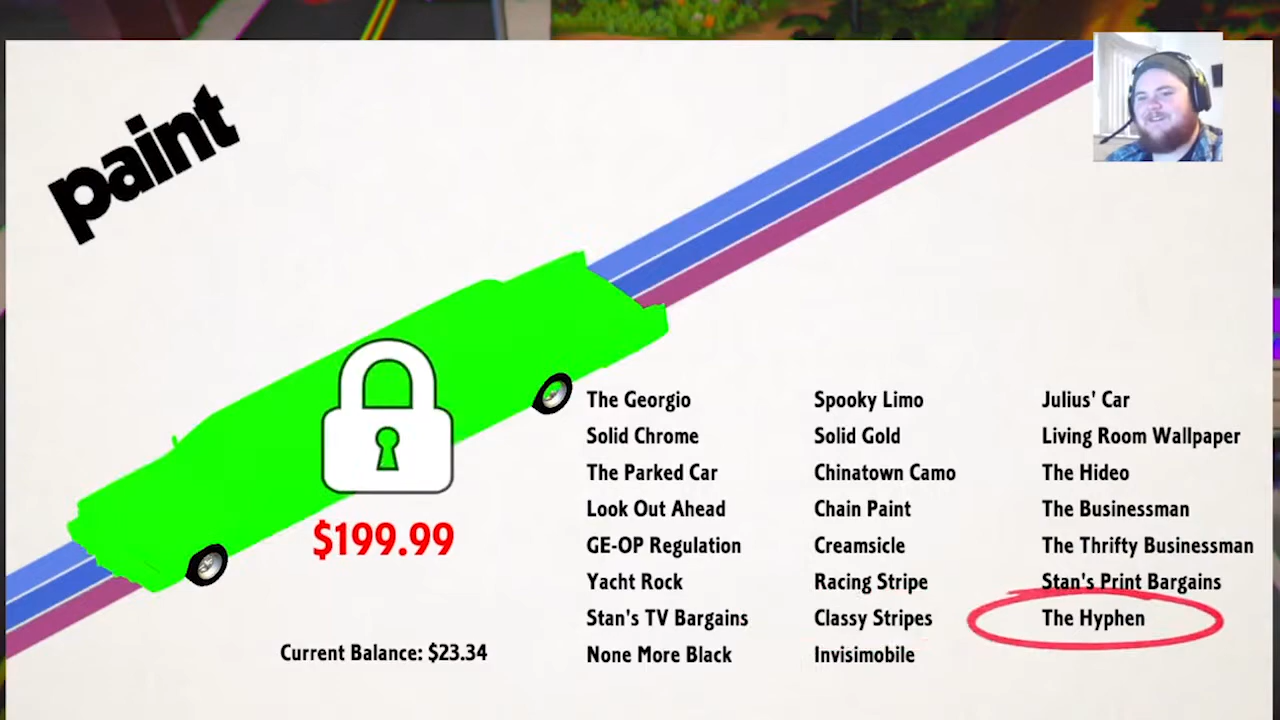 paint
$199.99
Current Balance: $23.34
The Georgio
Solid Chrome
The Parked Car
Look Out Ahead
GE-OP Regulation
Yacht Rock
Stan's TV Bargains
None More Black
Spooky Limo
Solid Gold
Chinatown Camo
Chain Paint
Creamsicle
Racing Stripe
Classy Stripes
Invisimobile
Julius' Car
Living Room Wallpaper
The Hideo
The Businessman
The Thrifty Businessman
Stan's Print Bargains
The Hyphen